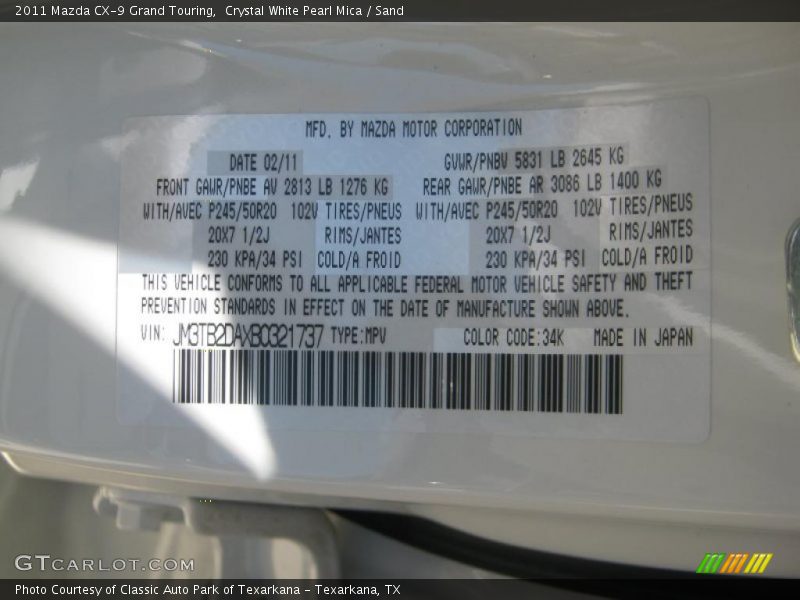 2011 Mazda CX-9 Grand Touring,  Crystal White Pearl Mica / Sand
MFD. BY MAZDA MOTOR CORPORATION
DATE 02/11 GVWR/PNBV 5831 LB 2645 KG
FRONT GAWR/PNBE AV 2813 LB 1276 KG REAR GAWR/PNBE AR 3086 LB 1400 KG
WITH/AVEC P245/50R20 102V TIRES/PNEUS WITH/AVEC P245/50R20 102V TIRES/PNEUS
20X7 1/2J RIMS/JANTES 20X7 1/2J RIMS/JANTES
230 KPA/34 PSI COLD/A FROID 230 KPA/34 PSI COLD/A FROID
THIS VEHICLE CONFORMS TO ALL APPLICABLE FEDERAL MOTOR VEHICLE SAFETY AND THEFT
PREVENTION STANDARDS IN EFFECT ON THE DATE OF MANUFACTURE SHOWN ABOVE.
VIN: JM3TB2DAXB0321737 TYPE:MPV COLOR CODE:34K MADE IN JAPAN
GTCARLOT.COM
Photo Courtesy of Classic Auto Park of Texarkana - Texarkana, TX